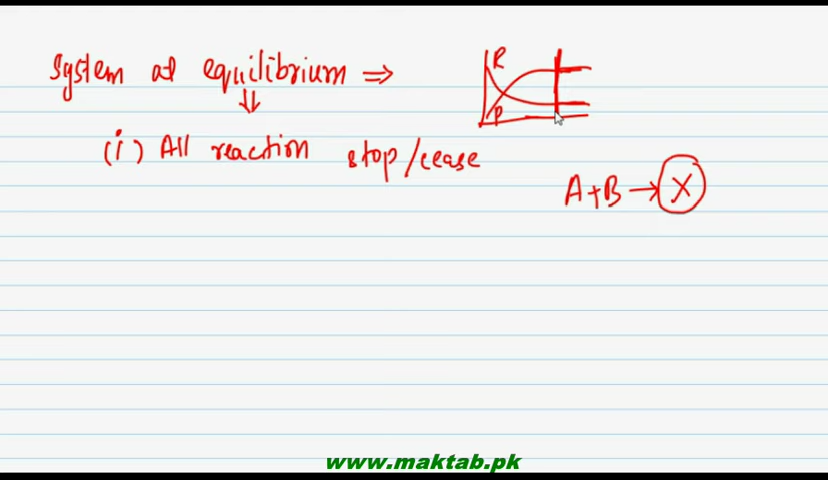 System at equilibrium ⇒
R
P
(i) All reaction stop/cease
A+B → X
www.maktab.pk